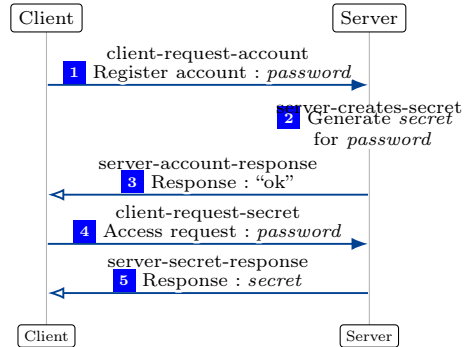 Client
Server
client-request-account
1 Register account : password
server-creates-secret
2 Generate secret
for password
server-account-response
3 Response : “ok”
client-request-secret
4 Access request : password
server-secret-response
5 Response : secret
Client
Server